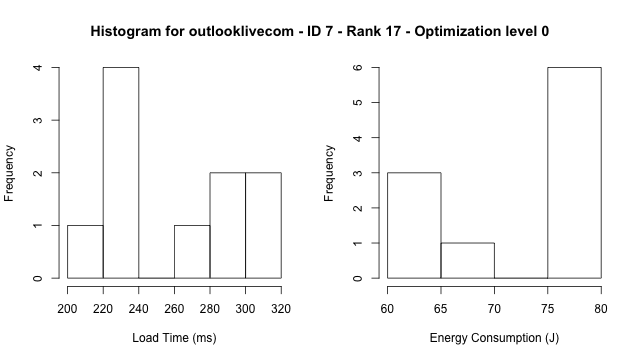 Histogram for outlooklivecom - ID 7 - Rank 17 - Optimization level 0
Frequency
4
3
2
1
0
200 220 240 260 280 300 320
Load Time (ms)
Frequency
6
5
4
3
2
1
0
60 65 70 75 80
Energy Consumption (J)